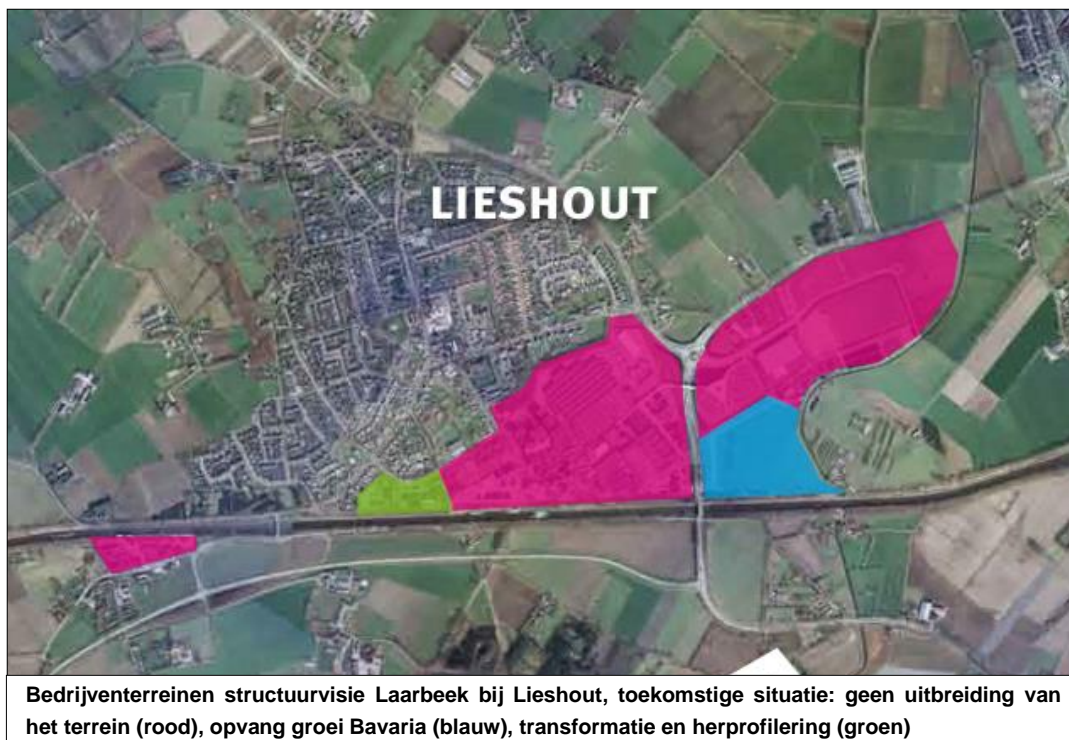 LIESHOUT
Bedrijventerreinen structuurvisie Laarbeek bij Lieshout, toekomstige situatie: geen uitbreiding van
het terrein (rood), opvang groei Bavaria (blauw), transformatie en herprofilering (groen)